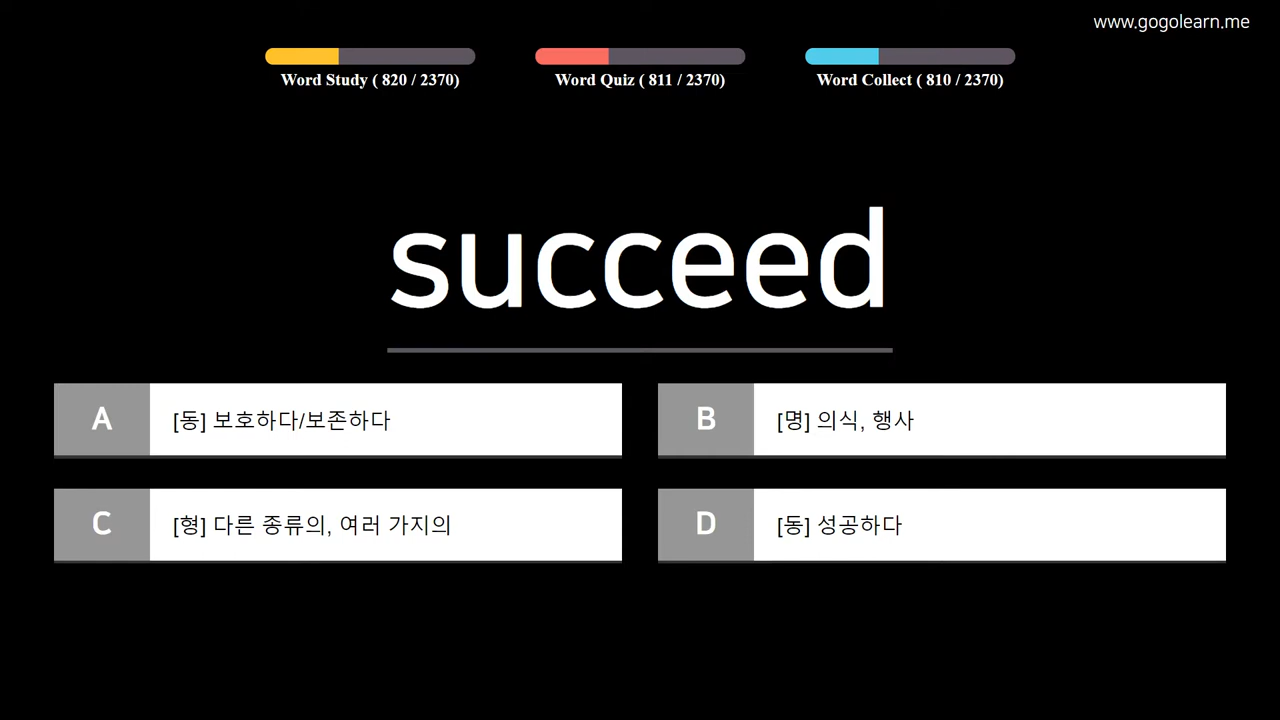 www.gogolearn.me
Word Study ( 820 / 2370)
Word Quiz ( 811 / 2370)
Word Collect ( 810 / 2370)
succeed
A [동] 보호하다/보존하다
B [명] 의식, 행사
C [형] 다른 종류의, 여러 가지의
D [동] 성공하다